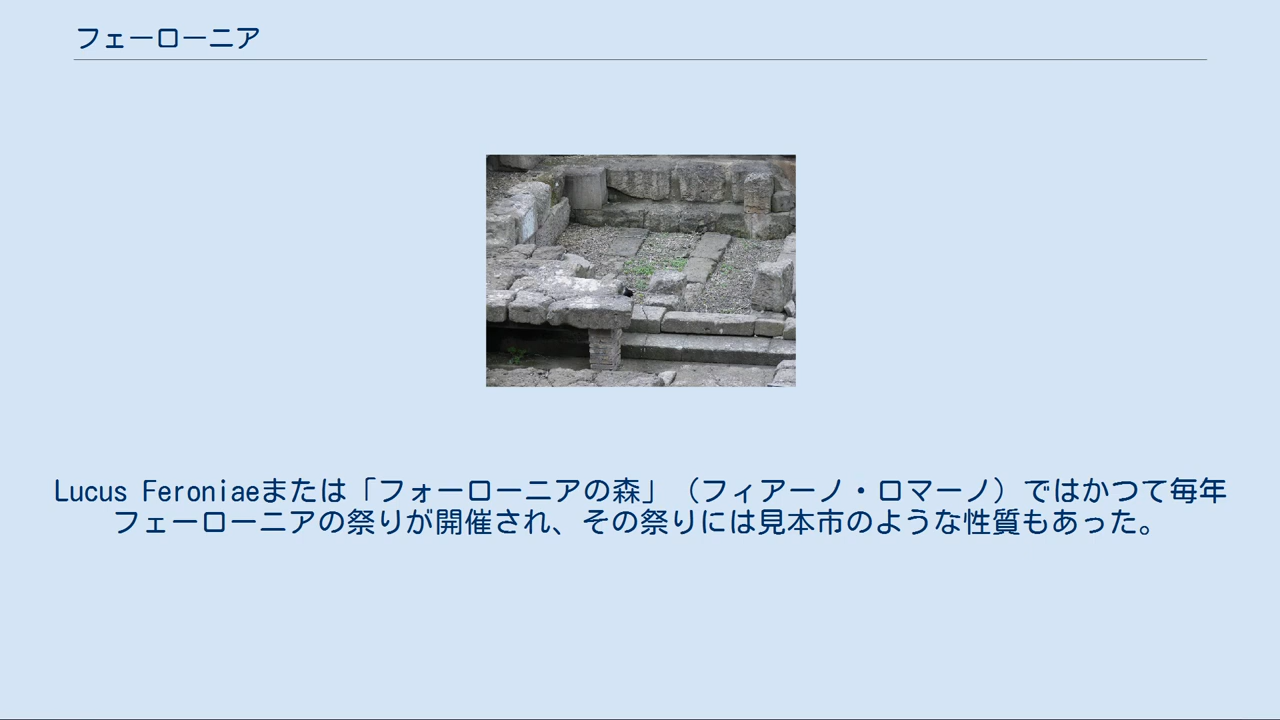 フェーローニア
Lucus Feroniaeまたは「フォーローニアの森」（フィアーノ・ロマーノ）ではかつて毎年
フェーローニアの祭りが開催され、その祭りには見本市のような性質もあった。